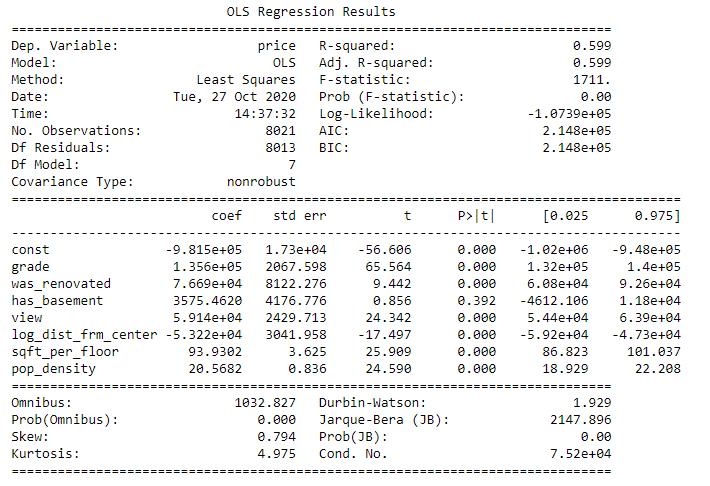 OLS Regression Results
==============================================================================
Dep. Variable:                  price   R-squared:                       0.599
Model:                            OLS   Adj. R-squared:                  0.599
Method:                 Least Squares   F-statistic:                     1711.
Date:                Tue, 27 Oct 2020   Prob (F-statistic):               0.00
Time:                        14:37:32   Log-Likelihood:            -1.0739e+05
No. Observations:                8021   AIC:                         2.148e+05
Df Residuals:                    8013   BIC:                         2.148e+05
Df Model:                           7
Covariance Type:            nonrobust
=======================================================================================
                          coef    std err          t      P>|t|      [0.025      0.975]
---------------------------------------------------------------------------------------
const               -9.815e+05   1.73e+04    -56.606      0.000   -1.02e+06   -9.48e+05
grade                1.356e+05   2067.598     65.564      0.000    1.32e+05     1.4e+05
was_renovated        7.669e+04   8122.276      9.442      0.000    6.08e+04    9.26e+04
has_basement         3575.4620   4176.776      0.856      0.392   -4612.106    1.18e+04
view                 5.914e+04   2429.713     24.342      0.000    5.44e+04    6.39e+04
log_dist_frm_center -5.322e+04   3041.958    -17.497      0.000   -5.92e+04   -4.73e+04
sqft_per_floor         93.9302      3.625     25.909      0.000      86.823     101.037
pop_density            20.5682      0.836     24.590      0.000      18.929      22.208
==============================================================================
Omnibus:                     1032.827   Durbin-Watson:                   1.929
Prob(Omnibus):                  0.000   Jarque-Bera (JB):             2147.896
Skew:                           0.794   Prob(JB):                         0.00
Kurtosis:                       4.975   Cond. No.                     7.52e+04
==============================================================================